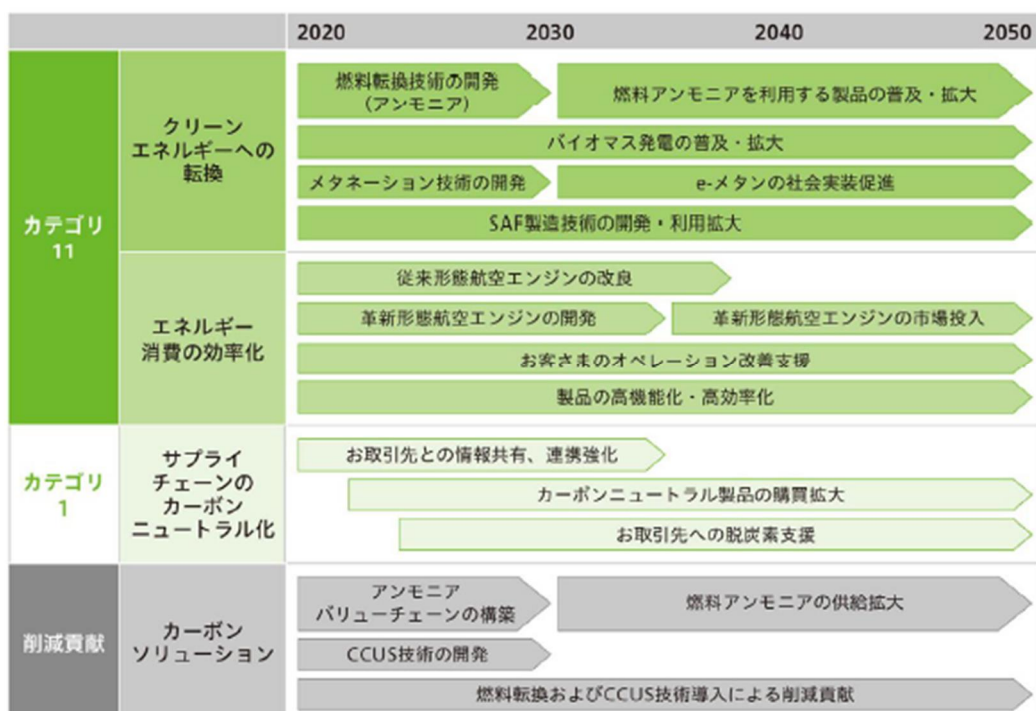 2020 2030 2040 2050
カテゴリ
11
クリーン
エネルギーへの
転換
燃料転換技術の開発
(アンモニア)
燃料アンモニアを利用する製品の普及・拡大
バイオマス発電の普及・拡大
メタネーション技術の開発
e-メタンの社会実装促進
SAF製造技術の開発・利用拡大
エネルギー
消費の効率化
従来形態航空エンジンの改良
革新形態航空エンジンの開発
革新形態航空エンジンの市場投入
お客さまのオペレーション改善支援
製品の高機能化・高効率化
カテゴリ
1
サプライ
チェーンの
カーボン
ニュートラル化
お取引先との情報共有、連携強化
カーボンニュートラル製品の購買拡大
お取引先への脱炭素支援
削減貢献
カーボン
ソリューション
アンモニア
バリューチェーンの構築
燃料アンモニアの供給拡大
CCUS技術の開発
燃料転換およびCCUS技術導入による削減貢献